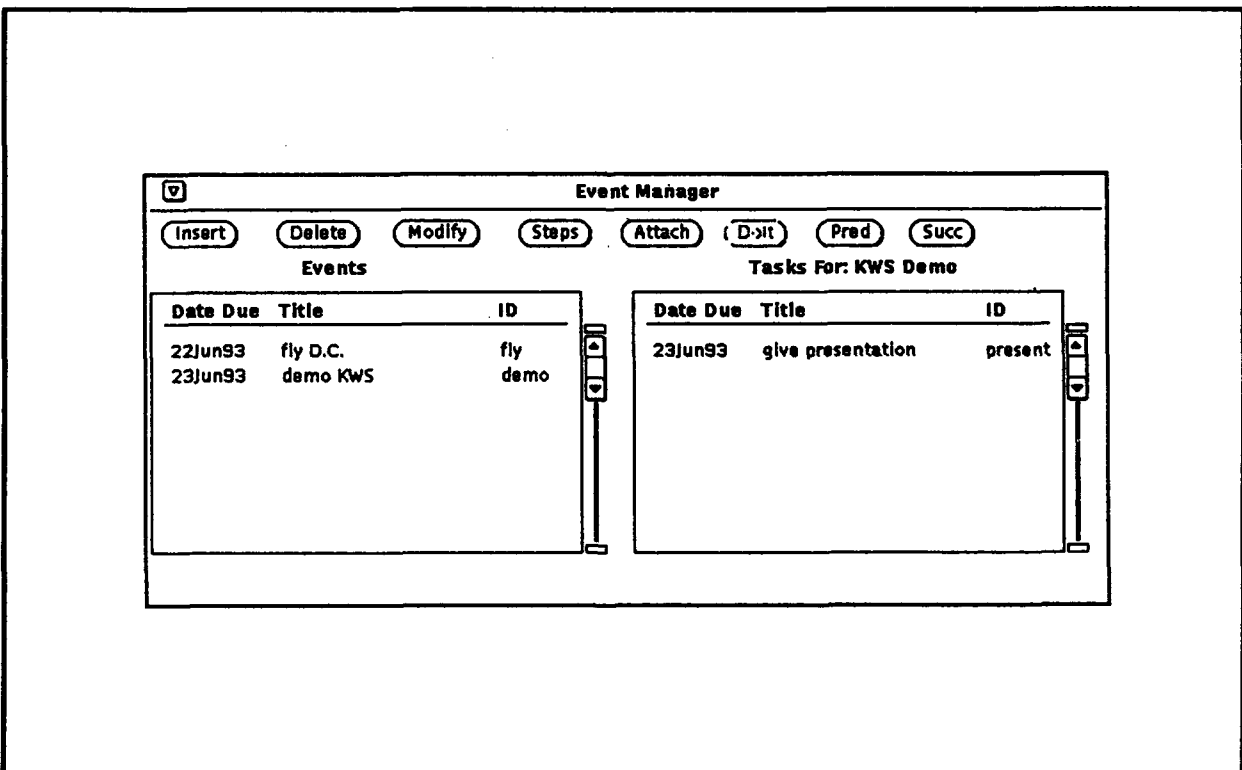 Event Manager
Insert Delete Modify Steps Attach Pred Succ
Events Tasks For: KWS Demo
Date Due Title ID Date Due Title ID
22Jun93 fly D.C. fly 23Jun93 give presentation present
23Jun93 demo KWS demo